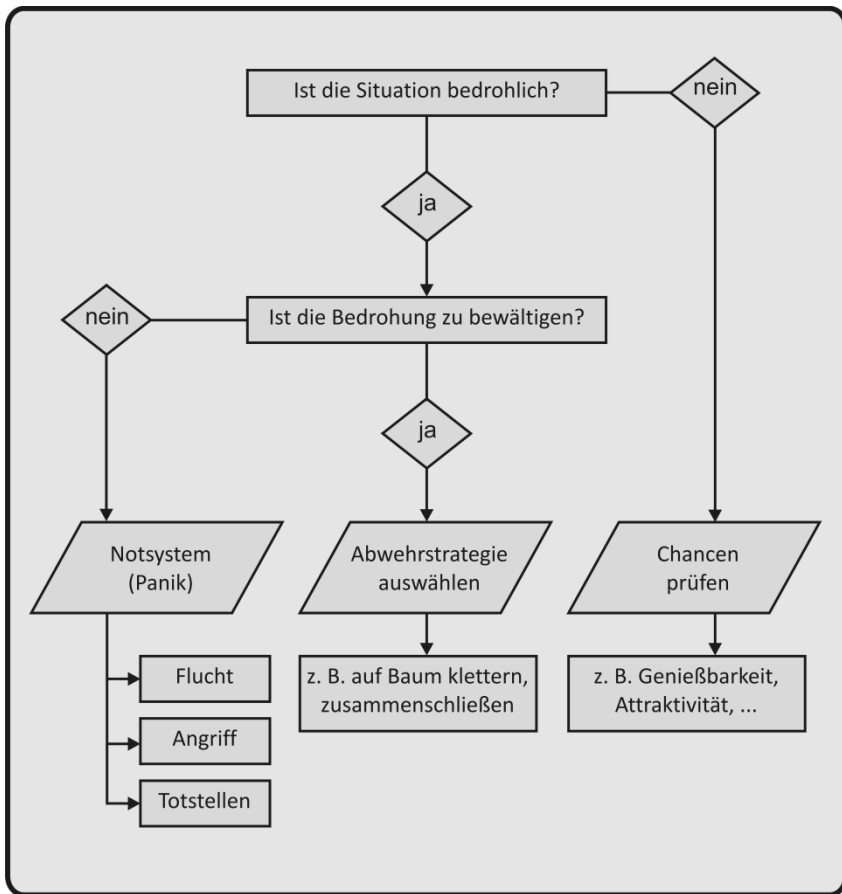 Ist die Situation bedrohlich?
nein
ja
nein
Ist die Bedrohung zu bewältigen?
ja
Notsystem
(Panik)
Abwehrstrategie
auswählen
Chancen
prüfen
Flucht
Angriff
Totstellen
z. B. auf Baum klettern,
zusammenschließen
z. B. Genießbarkeit,
Attraktivität, ...